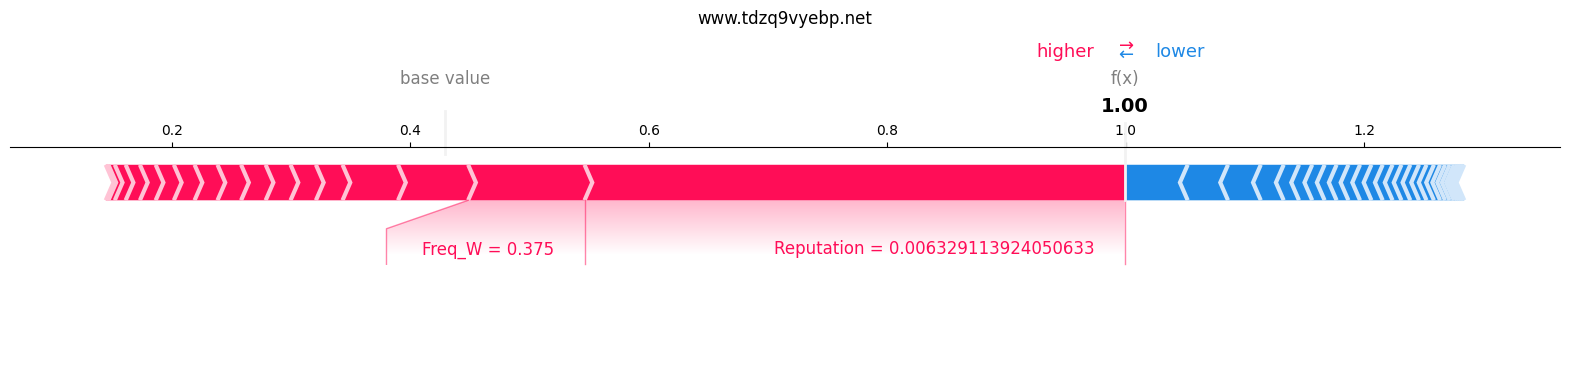 www.tdzq9vyebp.net
higher → lower
←
base value f(x)
1.00
0.2 0.4 0.6 0.8 1.0 1.2
Freq_W = 0.375 Reputation = 0.006329113924050633